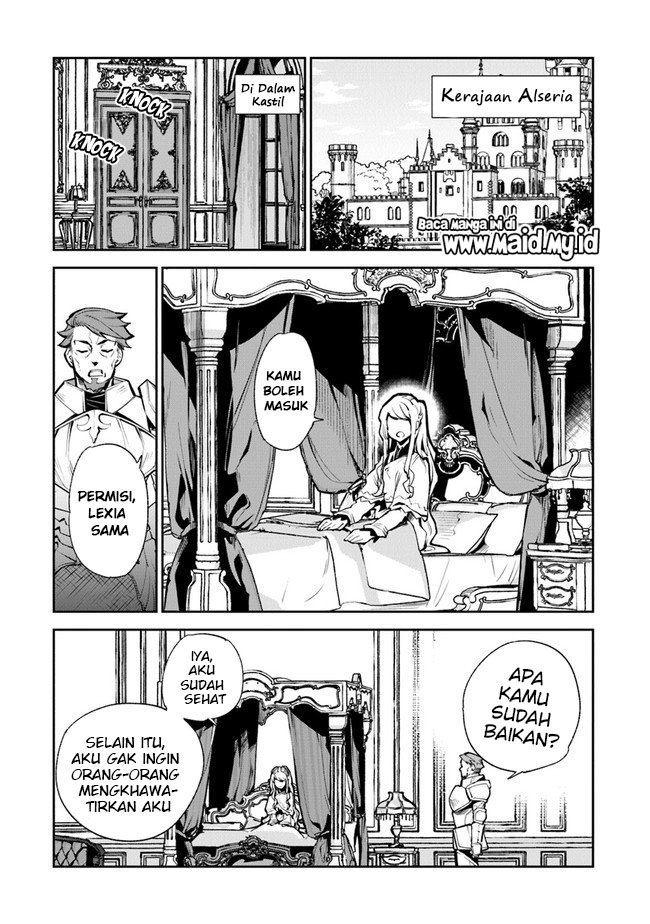 Kerajaan Alseria
Baca Manga ini di
www.Maid.My.id
Di Dalam
Kastil
KNOCK
KNOCK
KAMU
BOLEH
MASUK
PERMISI,
LEXIA
SAMA
APA
KAMU
SUDAH
BAIKAN?
IYA,
AKU
SUDAH
SEHAT
SELAIN ITU,
AKU GAK INGIN
ORANG-ORANG
MENGKHAWA-
TIRKAN AKU